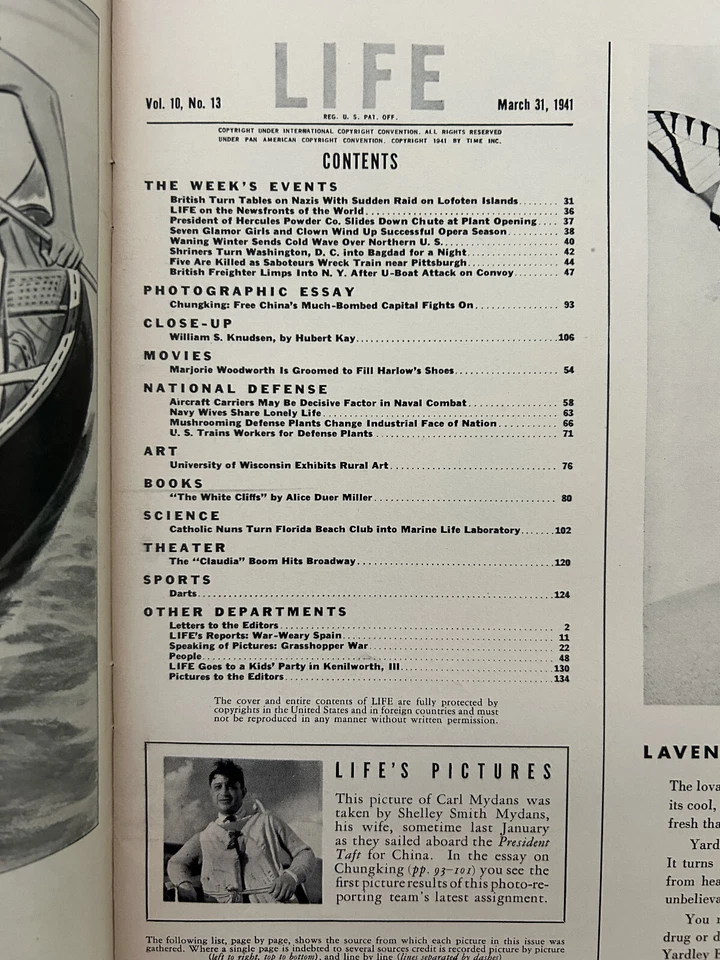 LIFE
Vol. 10, No. 13
March 31, 1941
REG. U. S. PAT. OFF.
COPYRIGHT UNDER INTERNATIONAL COPYRIGHT CONVENTION. ALL RIGHTS RESERVED
UNDER PAN AMERICAN COPYRIGHT CONVENTION. COPYRIGHT 1941 BY TIME INC.
CONTENTS
THE WEEK'S EVENTS
British Turn Tables on Nazis With Sudden Raid on Lofoten Islands........ 31
LIFE on the Newsfronts of the World........ 36
President of Hercules Powder Co. Slides Down Chute at Plant Opening.... 37
Seven Glamor Girls and Clown Wind Up Successful Opera Season........ 38
Waning Winter Sends Cold Wave Over Northern U. S......... 40
Shriners Turn Washington, D. C. into Bagdad for a Night........ 42
Five Are Killed as Saboteurs Wreck Train near Pittsburgh........ 44
British Freighter Limps Into N. Y. After U-Boat Attack on Convoy........ 47
PHOTOGRAPHIC ESSAY
Chungking: Free China's Much-Bombed Capital Fights On........ 93
CLOSE-UP
William S. Knudsen, by Hubert Kay........106
MOVIES
Marjorie Woodworth Is Groomed to Fill Harlow's Shoes........ 54
NATIONAL DEFENSE
Aircraft Carriers May Be Decisive Factor in Naval Combat........ 58
Navy Wives Share Lonely Life........ 63
Mushrooming Defense Plants Change Industrial Face of Nation........ 66
U. S. Trains Workers for Defense Plants........ 71
ART
University of Wisconsin Exhibits Rural Art........ 76
BOOKS
"The White Cliffs" by Alice Duer Miller........ 80
SCIENCE
Catholic Nuns Turn Florida Beach Club into Marine Life Laboratory.......102
THEATER
The "Claudia" Boom Hits Broadway........120
SPORTS
Darts........124
OTHER DEPARTMENTS
Letters to the Editors........ 2
LIFE's Reports: War-Weary Spain........ 11
Speaking of Pictures: Grasshopper War........ 22
People........ 48
LIFE Goes to a Kids' Party in Kenilworth, Ill........130
Pictures to the Editors........134
The cover and entire contents of LIFE are fully protected by
copyrights in the United States and in foreign countries and must
not be reproduced in any manner without written permission.
LIFE'S PICTURES
This picture of Carl Mydans was
taken by Shelley Smith Mydans,
his wife, sometime last January
as they sailed aboard the President
Taft for China. In the essay on
Chungking (pp. 93-101) you see the
first picture results of this photo-re-
porting team's latest assignment.
The following list, page by page, shows the source from which each picture in this issue was
gathered. Where a single page is indebted to several sources credit is recorded picture by picture
(left to right, top to bottom), and line by line (lines separated by dashes)
LAVEN
The lova
its cool,
fresh tha
Yard
It turns
from hea
unbelieva
You
drug or d
Yardley